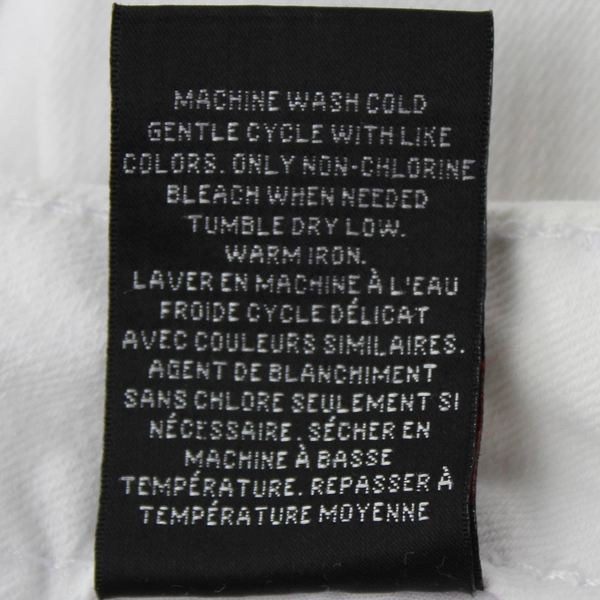 MACHINE WASH COLD
GENTLE CYCLE WITH LIKE
COLORS. ONLY NON-CHLORINE
BLEACH WHEN NEEDED
TUMBLE DRY LOW.
WARM IRON.
LAVER EN MACHINE À L'EAU
FROIDE CYCLE DÉLICAT
AVEC COULEURS SIMILAIRES.
AGENT DE BLANCHIMENT
SANS CHLORE SEULEMENT SI
NÉCESSAIRE. SÉCHER EN
MACHINE À BASSE
TEMPÉRATURE. REPASSER À
TEMPÉRATURE MOYENNE